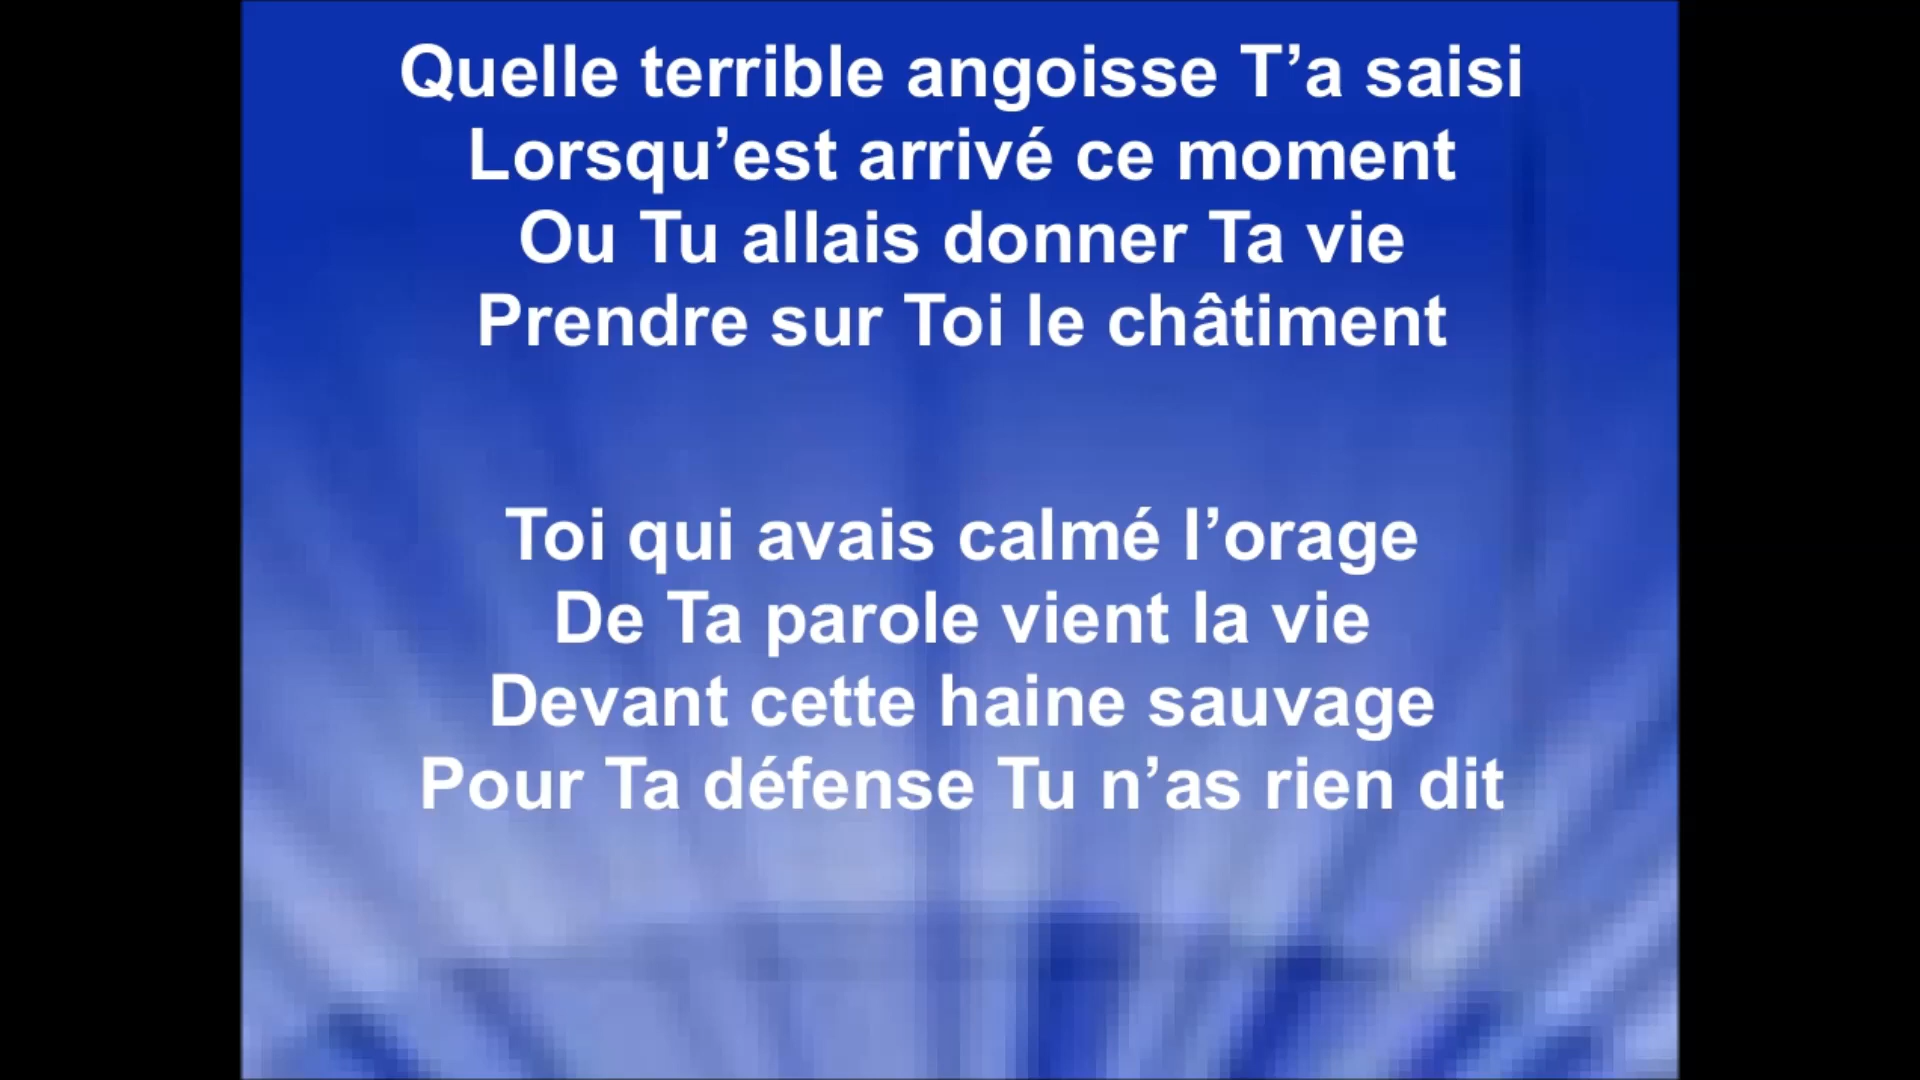 Quelle terrible angoisse T’a saisi
Lorsqu’est arrivé ce moment
Ou Tu allais donner Ta vie
Prendre sur Toi le châtiment
Toi qui avais calmé l’orage
De Ta parole vient la vie
Devant cette haine sauvage
Pour Ta défense Tu n’as rien dit